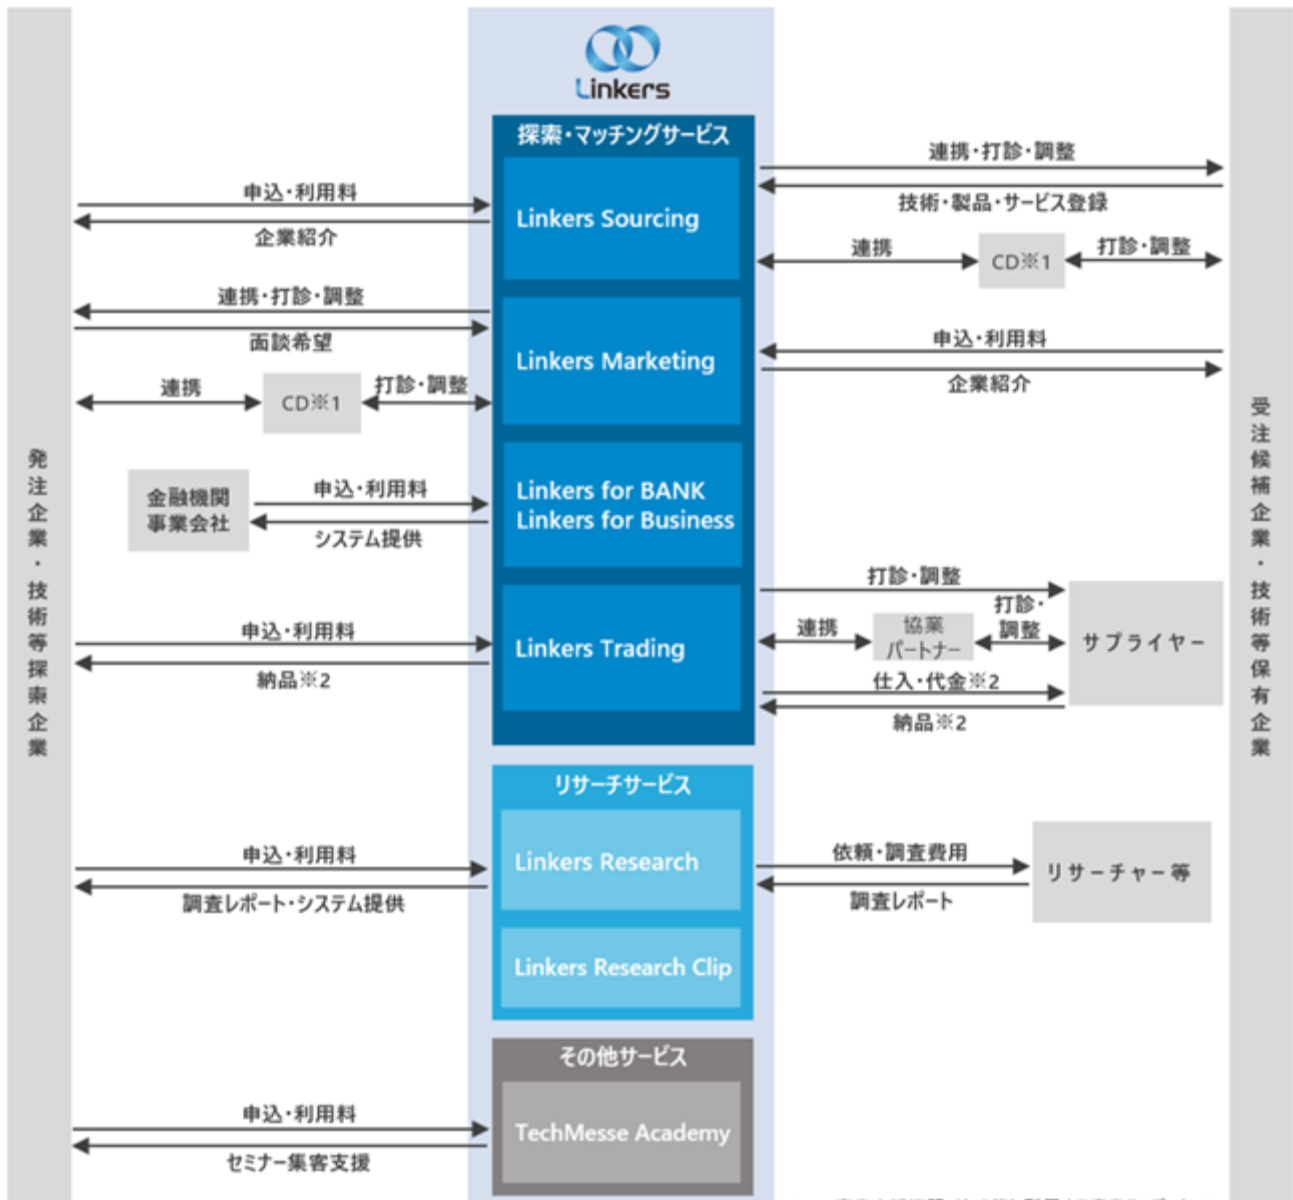 Linkers
探索・マッチングサービス
Linkers Sourcing
申込・利用料
企業紹介
連携・打診・調整
技術・製品・サービス登録
連携
CD※1
打診・調整
Linkers Marketing
連携・打診・調整
面談希望
連携
CD※1
打診・調整
申込・利用料
企業紹介
Linkers for BANK
Linkers for Business
金融機関
事業会社
申込・利用料
システム提供
Linkers Trading
申込・利用料
納品※2
打診・調整
連携
協業
パートナー
打診・
調整
仕入・代金※2
納品※2
サプライヤー
リサーチサービス
Linkers Research
申込・利用料
調査レポート・システム提供
依頼・調査費用
調査レポート
リサーチャー等
Linkers Research Clip
その他サービス
TechMesse Academy
申込・利用料
セミナー集客支援
発注企業・技術等探索企業
受注候補企業・技術等保有企業